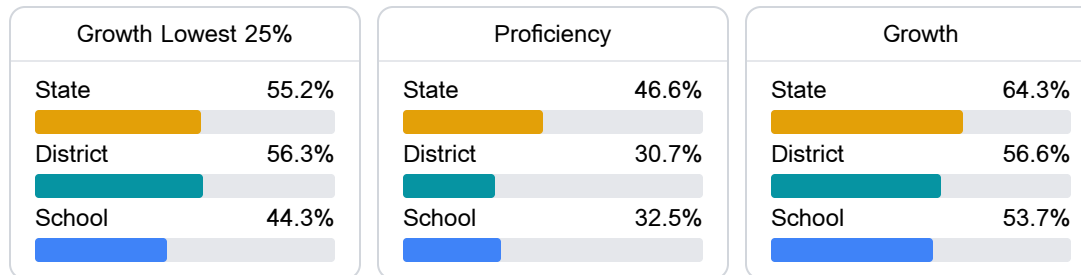 Growth Lowest 25%
State 55.2%
District 56.3%
School 44.3%
Proficiency
State 46.6%
District 30.7%
School 32.5%
Growth
State 64.3%
District 56.6%
School 53.7%